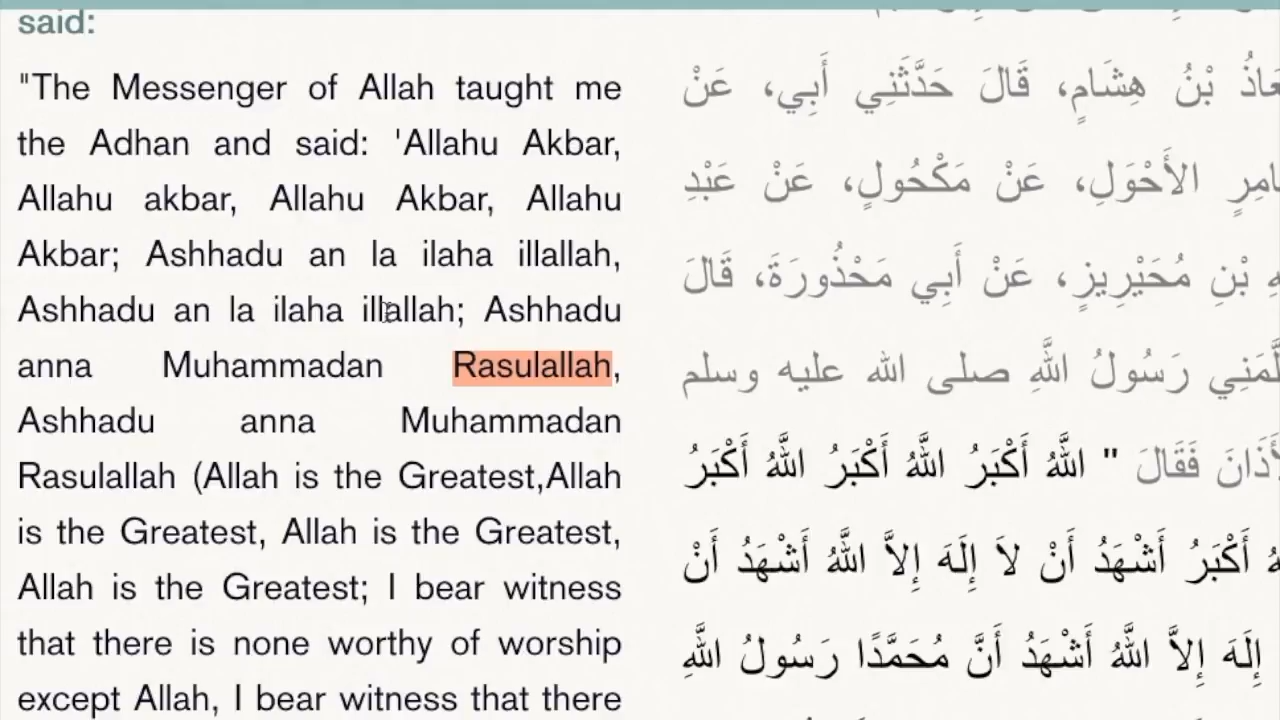 said:
"The Messenger of Allah taught me
the Adhan and said: 'Allahu Akbar,
Allahu akbar, Allahu Akbar, Allahu
Akbar; Ashhadu an la ilaha illallah,
Ashhadu an la ilaha illallah; Ashhadu
anna Muhammadan Rasulallah,
Ashhadu anna Muhammadan
Rasulallah (Allah is the Greatest,Allah
is the Greatest, Allah is the Greatest,
Allah is the Greatest; I bear witness
that there is none worthy of worship
except Allah, I bear witness that there
بْنُ هِشَامٍ، قَالَ حَدَّثَنِي أَبِي، عَنْ
الأَحْوَلِ، عَنْ مَكْحُولٍ، عَنْ عَبْدِ
بْنِ مُحَيْرِيزٍ، عَنْ أَبِي مَحْذُورَةَ، قَالَ
رَسُولُ اللَّهِ صلى الله عليه وسلم
فَقَالَ " اللَّهُ أَكْبَرُ اللَّهُ أَكْبَرُ اللَّهُ أَكْبَرُ
أَكْبَرُ أَشْهَدُ أَنْ لاَ إِلَهَ إِلاَّ اللَّهُ أَشْهَدُ أَنْ
إِلَهَ إِلاَّ اللَّهُ أَشْهَدُ أَنَّ مُحَمَّدًا رَسُولُ اللَّهِ